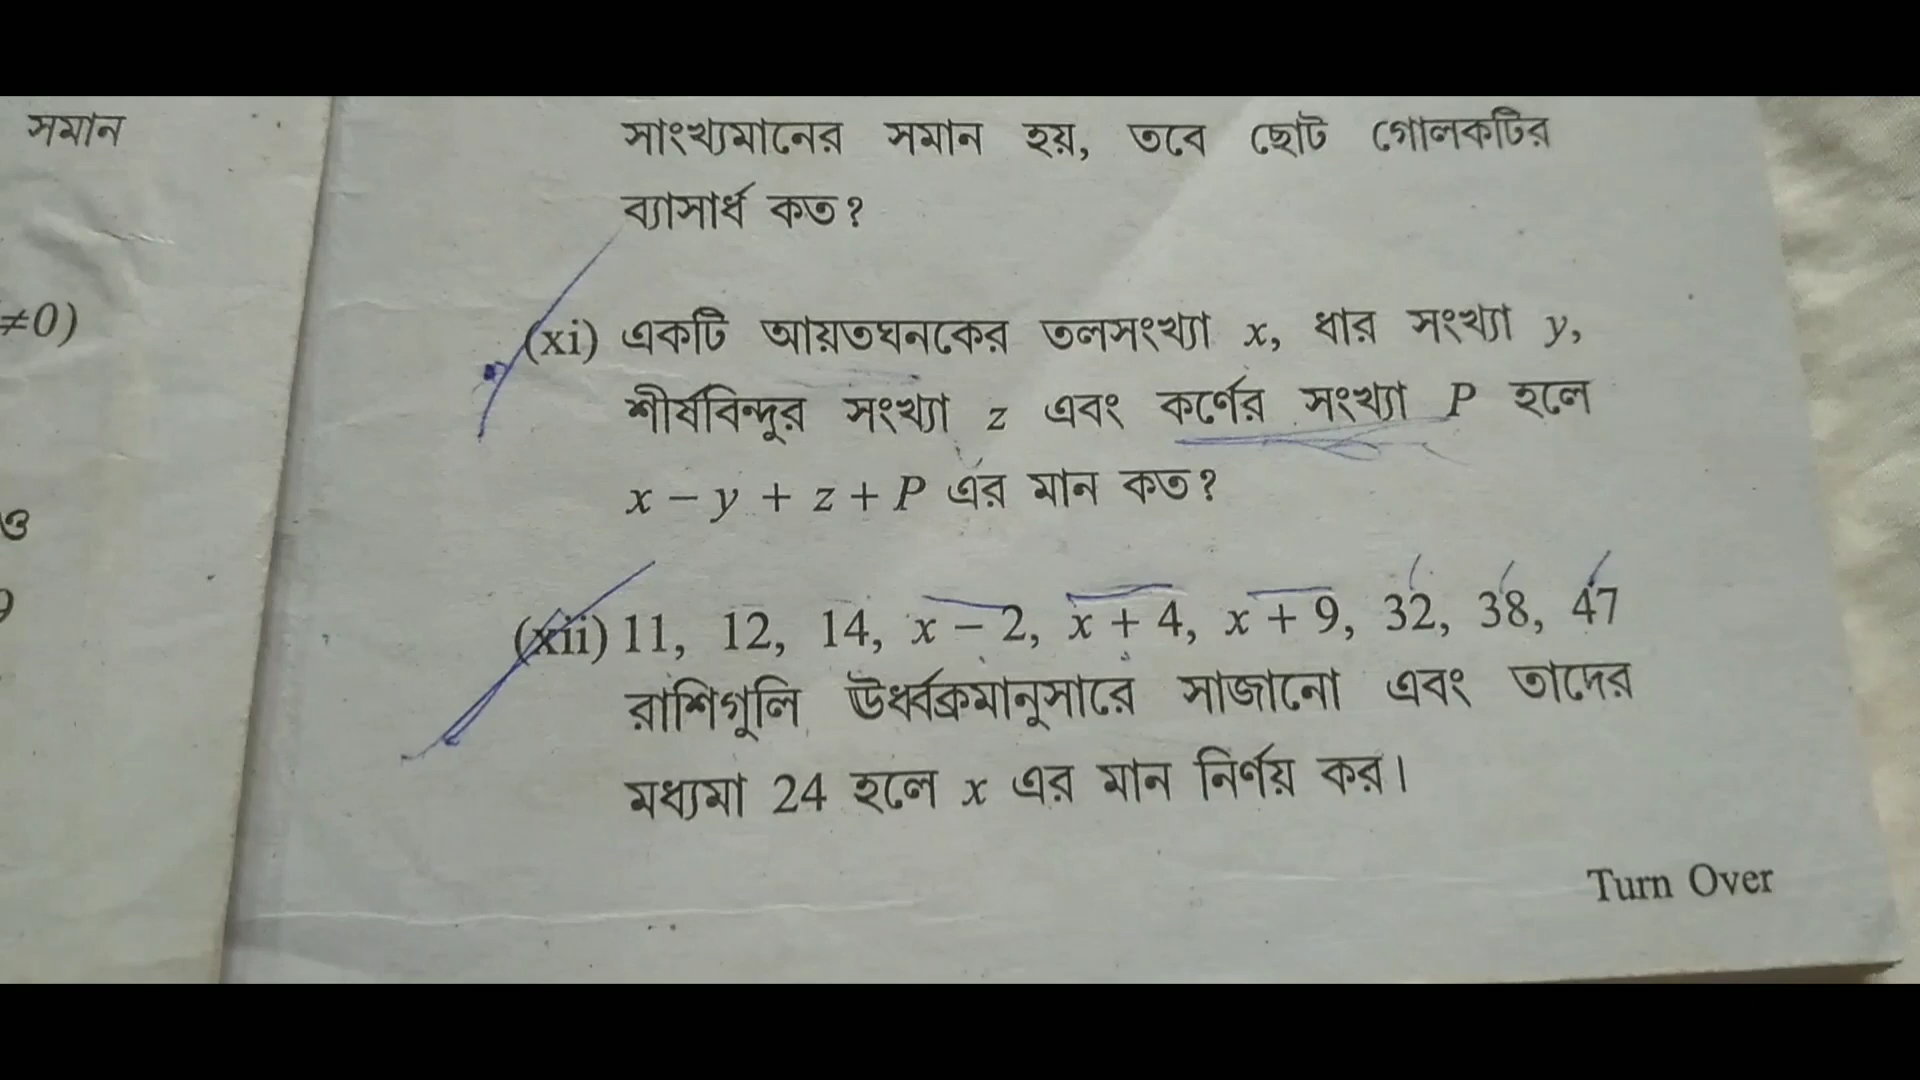 সমান
≠0)
ও
সাংখ্যমানের সমান হয়, তবে ছোট গোলকটির
ব্যাসার্ধ কত?
(xi) একটি আয়তঘনকের তলসংখ্যা x, ধার সংখ্যা y,
শীর্ষবিন্দুর সংখ্যা z এবং কর্ণের সংখ্যা P হলে
x – y + z + P এর মান কত?
(xii) 11, 12, 14, x – 2, x + 4, x + 9, 32, 38, 47
রাশিগুলি ঊর্ধ্বক্রমানুসারে সাজানো এবং তাদের
মধ্যমা 24 হলে x এর মান নির্ণয় কর।
Turn Over